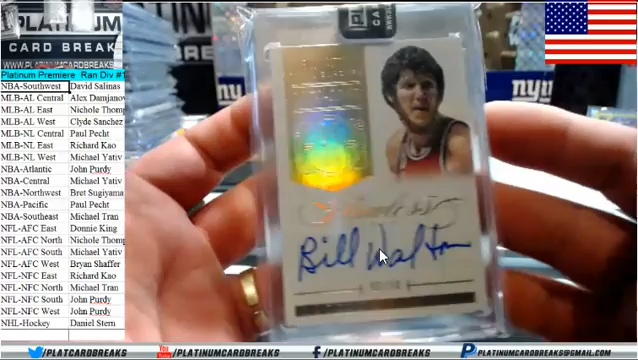 PLATINUM
CARD BREAKS
WWW.PLATINUMCARDBREAKS.COM
Platinum Premiere Ran Div #1
NBA-Southwest David Salinas
MLB-AL Central Alex Damjanov
MLB-AL East Nichole Thomp
MLB-AL West Clyde Sanchez
MLB-NL Central Paul Pecht
MLB-NL East Richard Kao
MLB-NL West Michael Yativ
NBA-Atlantic John Purdy
NBA-Central Michael Yativ
NBA-Northwest Bret Sugiyama
NBA-Pacific Paul Pecht
NBA-Southeast Michael Tran
NFL-AFC East Donnie King
NFL-AFC North Nichole Thomp
NFL-AFC South Michael Yativ
NFL-AFC West Bryan Shaffer
NFL-NFC East Richard Kao
NFL-NFC North Michael Tran
NFL-NFC South John Purdy
NFL-NFC West John Purdy
NHL-Hockey Daniel Stern
ny
Bill Walton
/PLATCARDBREAKS
/PLATINUMCARDBREAKS
/PLATINUMCARDBREAKS
PLATINUMCARDBREAKS@GMAIL.COM